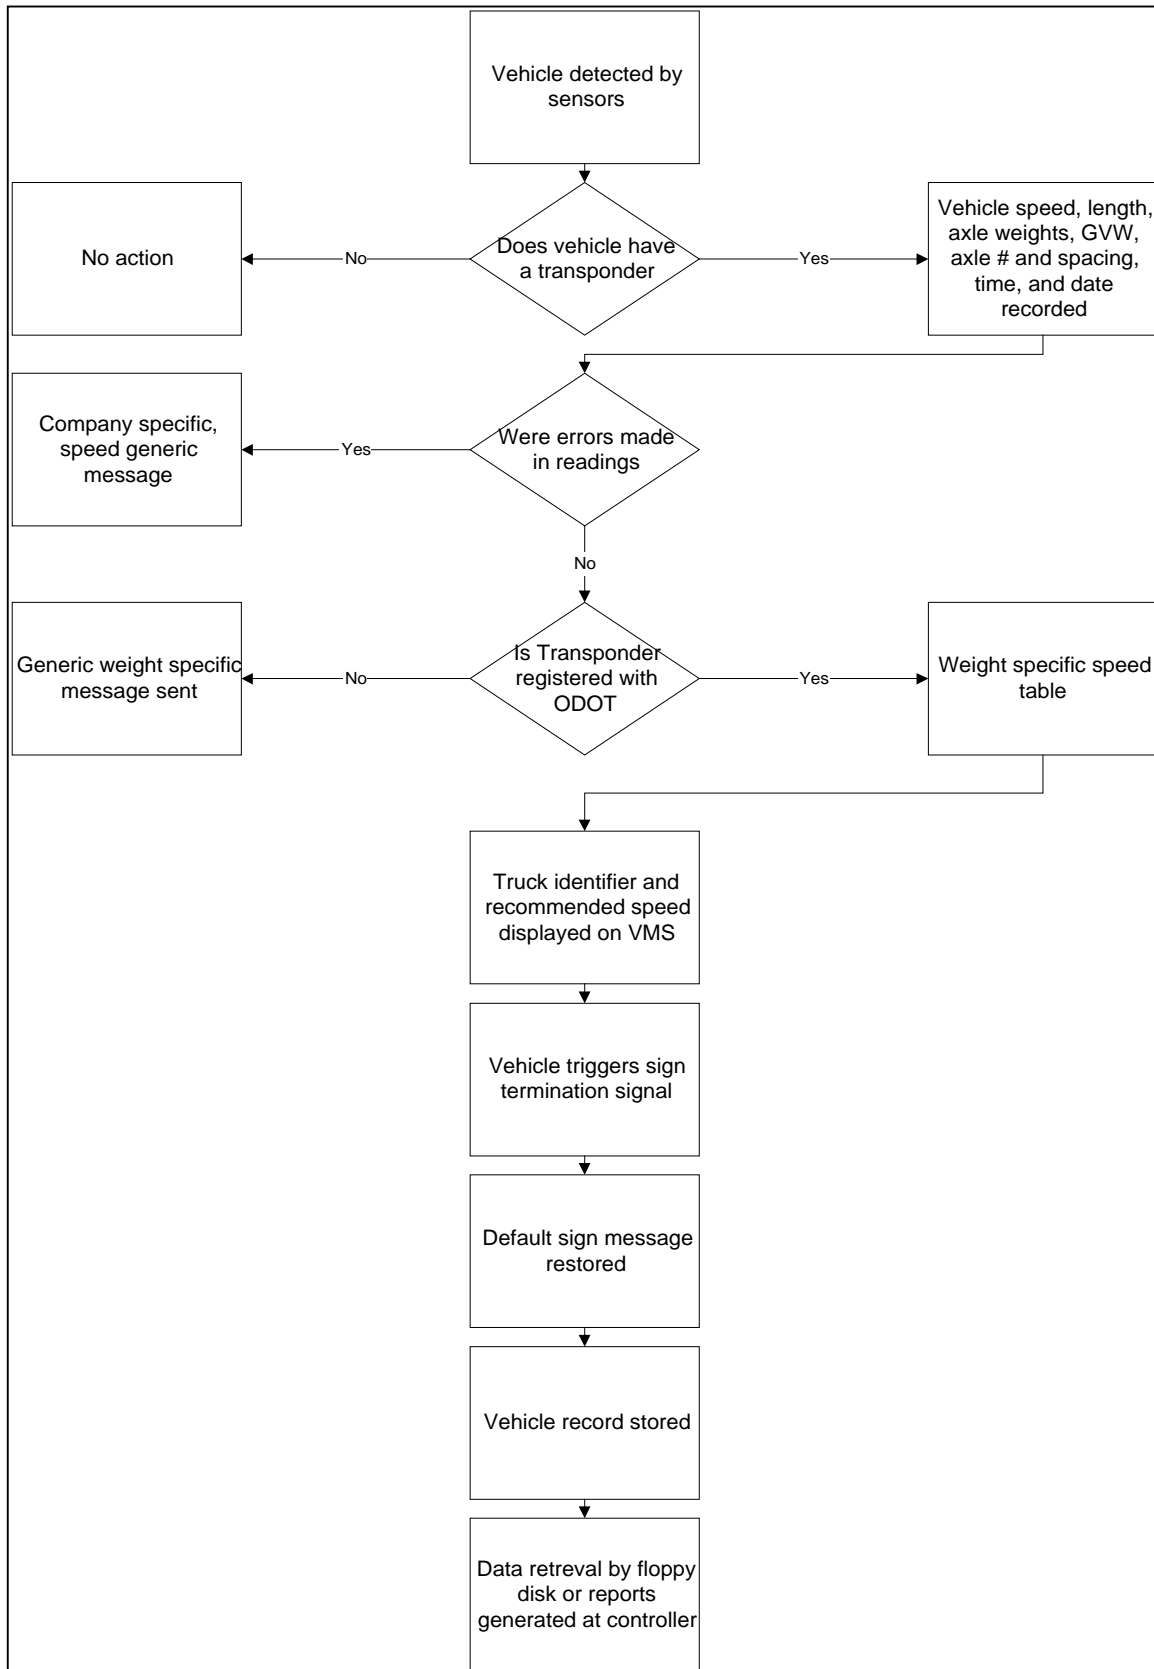 Vehicle detected by
sensors
No action
No
Does vehicle have
a transponder
Yes
Vehicle speed, length,
axle weights, GVW,
axle # and spacing,
time, and date
recorded
Company specific,
speed generic
message
Yes
Were errors made
in readings
No
Generic weight specific
message sent
No
Is Transponder
registered with
ODOT
Yes
Weight specific speed
table
Truck identifier and
recommended speed
displayed on VMS
Vehicle triggers sign
termination signal
Default sign message
restored
Vehicle record stored
Data retreval by floppy
disk or reports
generated at controller